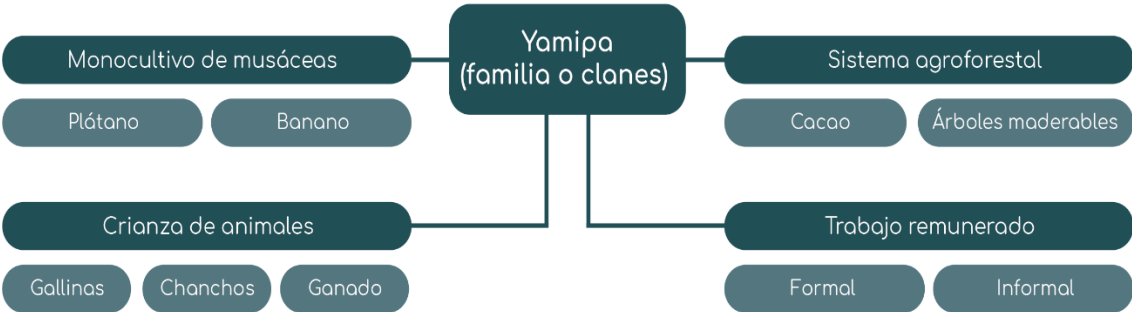 Yamipa
(familia o clanes)
Monocultivo de musáceas
Plátano
Banano
Sistema agroforestal
Cacao
Árboles maderables
Crianza de animales
Gallinas
Chanchos
Ganado
Trabajo remunerado
Formal
Informal